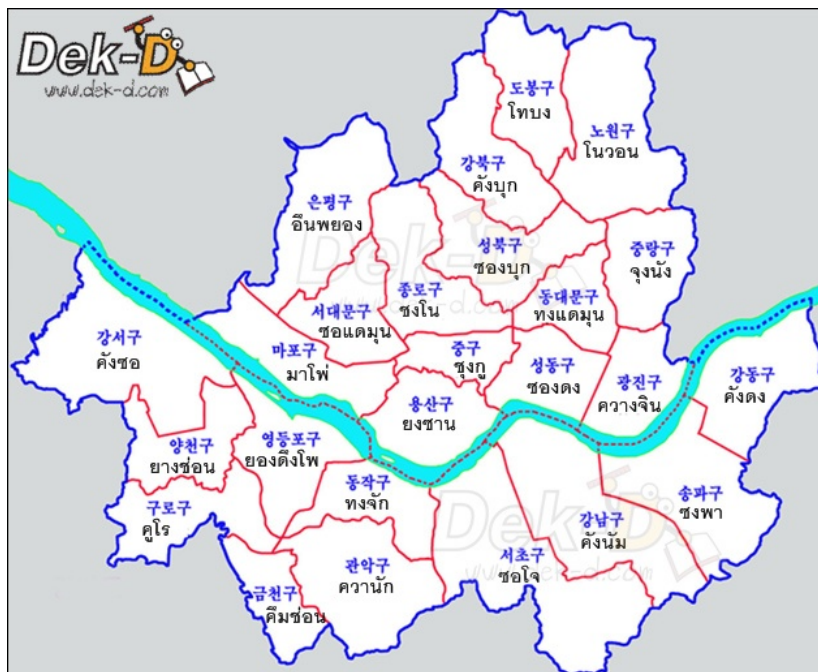 Dek-D
www.dek-d.com
도봉구
โทบง
노원구
โนวอน
강북구
คังบุก
은평구
อึนพยอง
성북구
ซองบุก
중랑구
จุงนัง
종로구
ชงโน
동대문구
ทงแดมุน
서대문구
ซอแดมุน
강서구
คังซอ
마포구
มาโพ่
중구
ชุงกู
성동구
ซองดง
광진구
ควางจิน
강동구
คังดง
용산구
ยงซาน
양천구
ยางช่อน
영등포구
ยองดึงโพ
동작구
ทงจัก
송파구
ซงพา
구로구
คูโร
강남구
คังนัม
서초구
ซอโจ
관악구
ควานัก
금천구
คึมช่อน